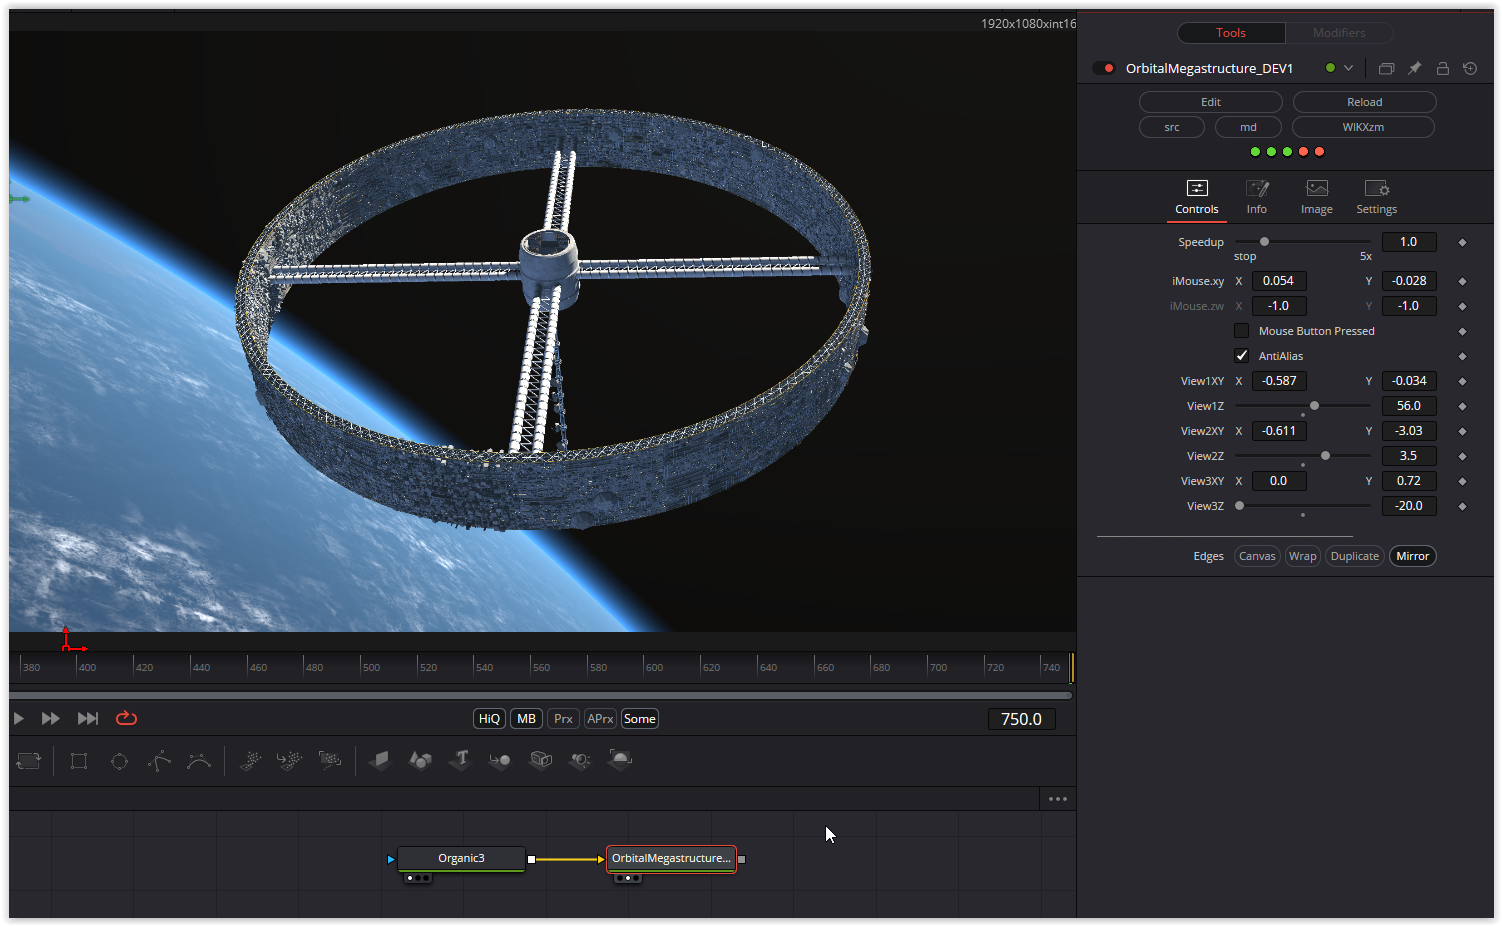 1920x1080xint16
Tools Modifiers
OrbitalMegastructure_DEV1
Edit Reload
src md WlKXzm
Controls Info Image Settings
Speedup 1.0
stop 5x
iMouse.xy X 0.054 Y -0.028
iMouse.zw X -1.0 Y -1.0
Mouse Button Pressed
AntiAlias
View1XY X -0.587 Y -0.034
View1Z 56.0
View2XY X -0.611 Y -3.03
View2Z 3.5
View3XY X 0.0 Y 0.72
View3Z -20.0
Edges Canvas Wrap Duplicate Mirror
380 400 420 440 460 480 500 520 540 560 580 600 620 640 660 680 700 720 740
HiQ MB Prx APrx Some 750.0
T
Organic3 OrbitalMegastructure...